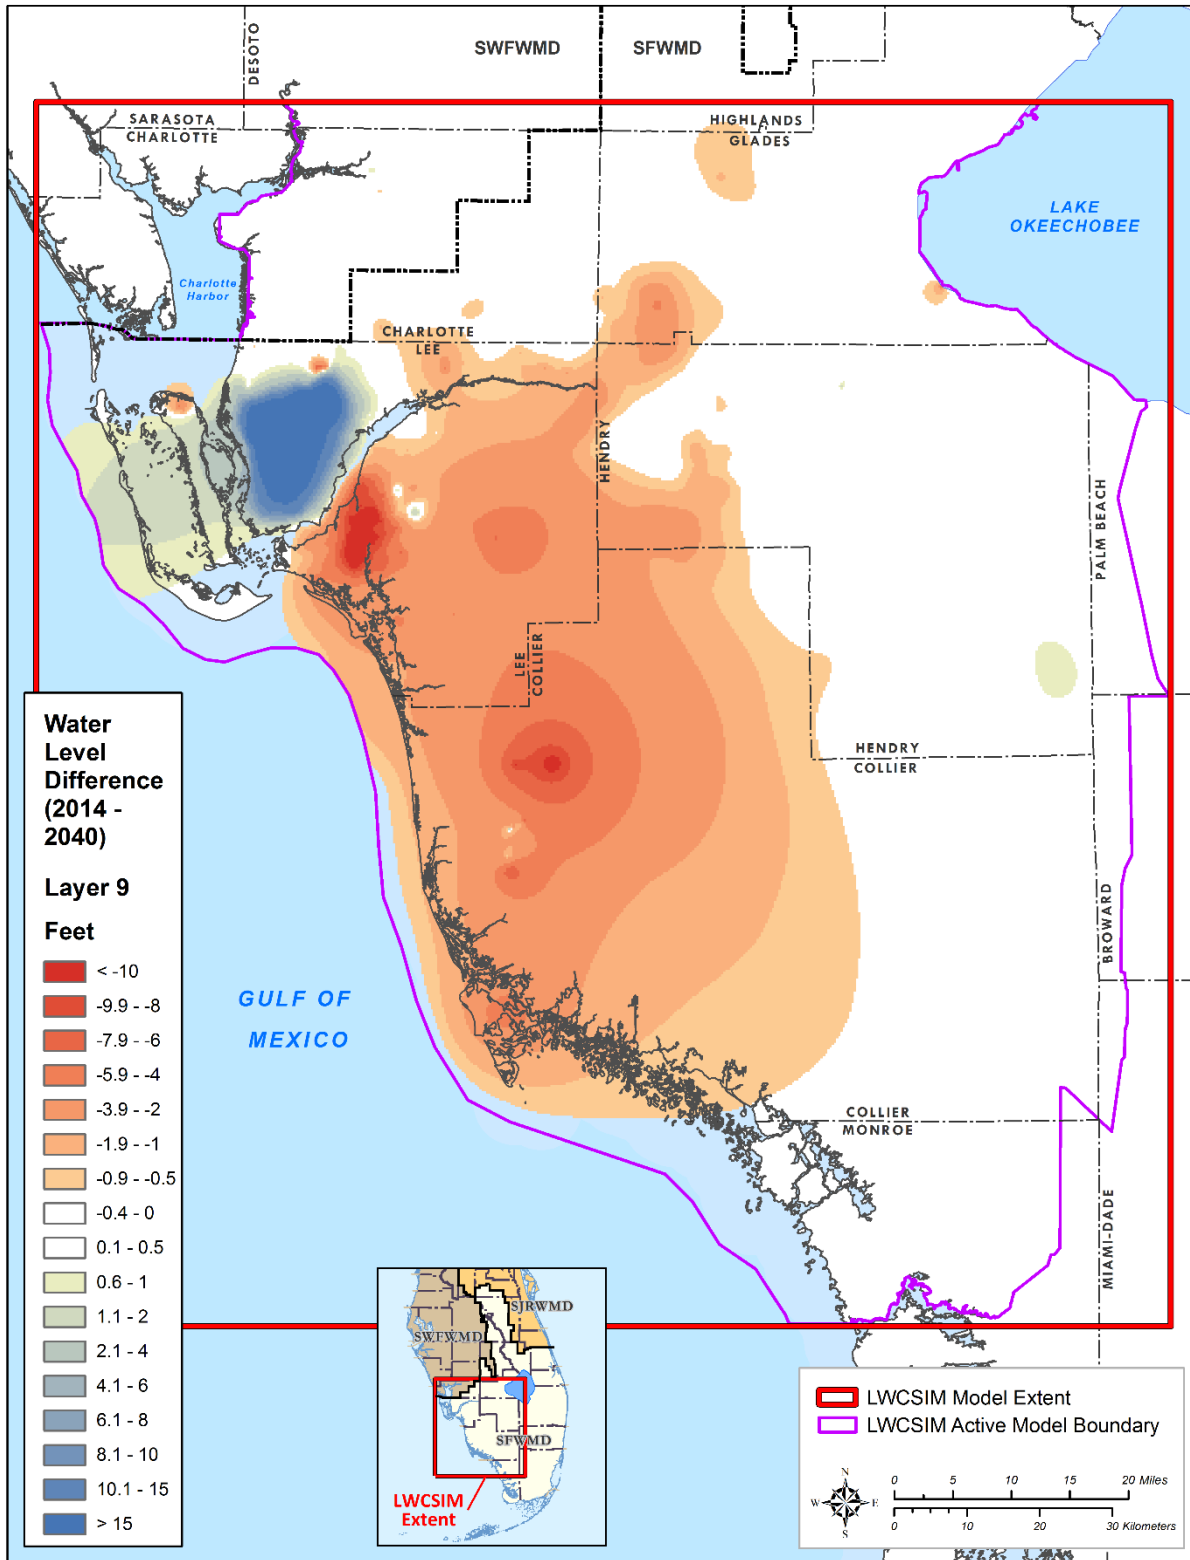 SWFWMD
SFWMD
DESOTO
SARASOTA
CHARLOTTE
HIGHLANDS
GLADES
LAKE
OKEECHOBEE
Charlotte
Harbor
CHARLOTTE
LEE
HENDRY
PALM BEACH
LEE
COLLIER
HENDRY
COLLIER
BROWARD
GULF OF
MEXICO
COLLIER
MONROE
MIAMI-DADE
Water
Level
Difference
(2014 -
2040)
Layer 9
Feet
< -10
-9.9 - -8
-7.9 - -6
-5.9 - -4
-3.9 - -2
-1.9 - -1
-0.9 - -0.5
-0.4 - 0
0.1 - 0.5
0.6 - 1
1.1 - 2
2.1 - 4
4.1 - 6
6.1 - 8
8.1 - 10
10.1 - 15
> 15
SJRWMD
SWFWMD
SFWMD
LWCSIM
Extent
LWCSIM Model Extent
LWCSIM Active Model Boundary
N
W
E
S
0 5 10 15 20 Miles
0 10 20 30 Kilometers